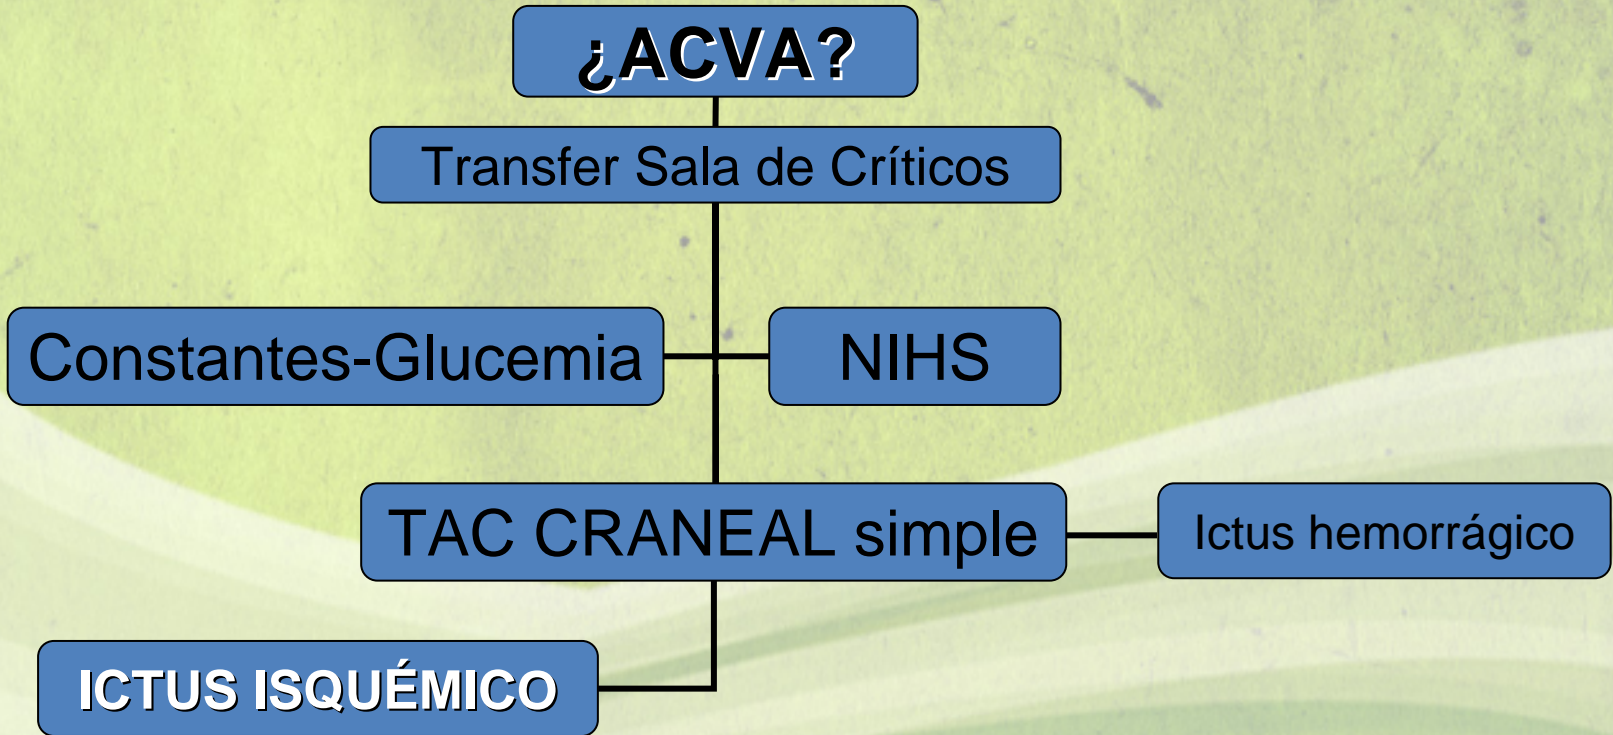 ¿ACVA?
Transfer Sala de Críticos
Constantes-Glucemia
NIHS
TAC CRANEAL simple
Ictus hemorrágico
ICTUS ISQUÉMICO